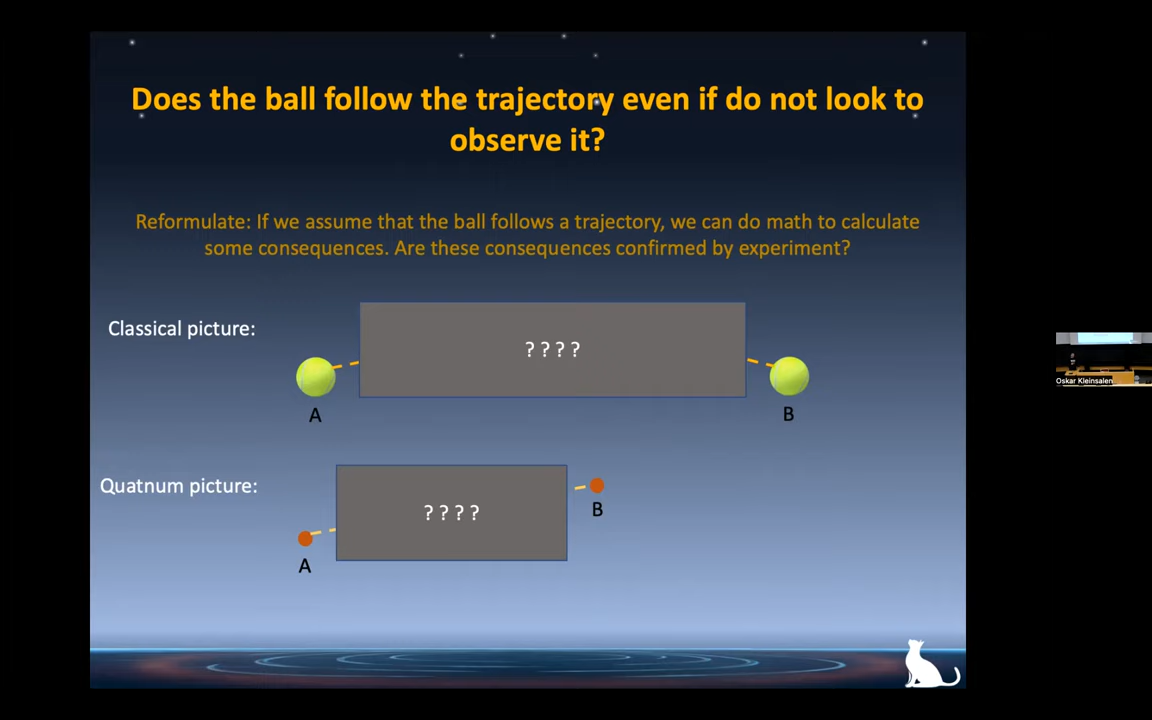 Does the ball follow the trajectory even if do not look to
observe it?
Reformulate: If we assume that the ball follows a trajectory, we can do math to calculate
some consequences. Are these consequences confirmed by experiment?
Classical picture:
? ? ? ?
A
B
Oskar Kleinsalen
Quatnum picture:
? ? ? ?
B
A